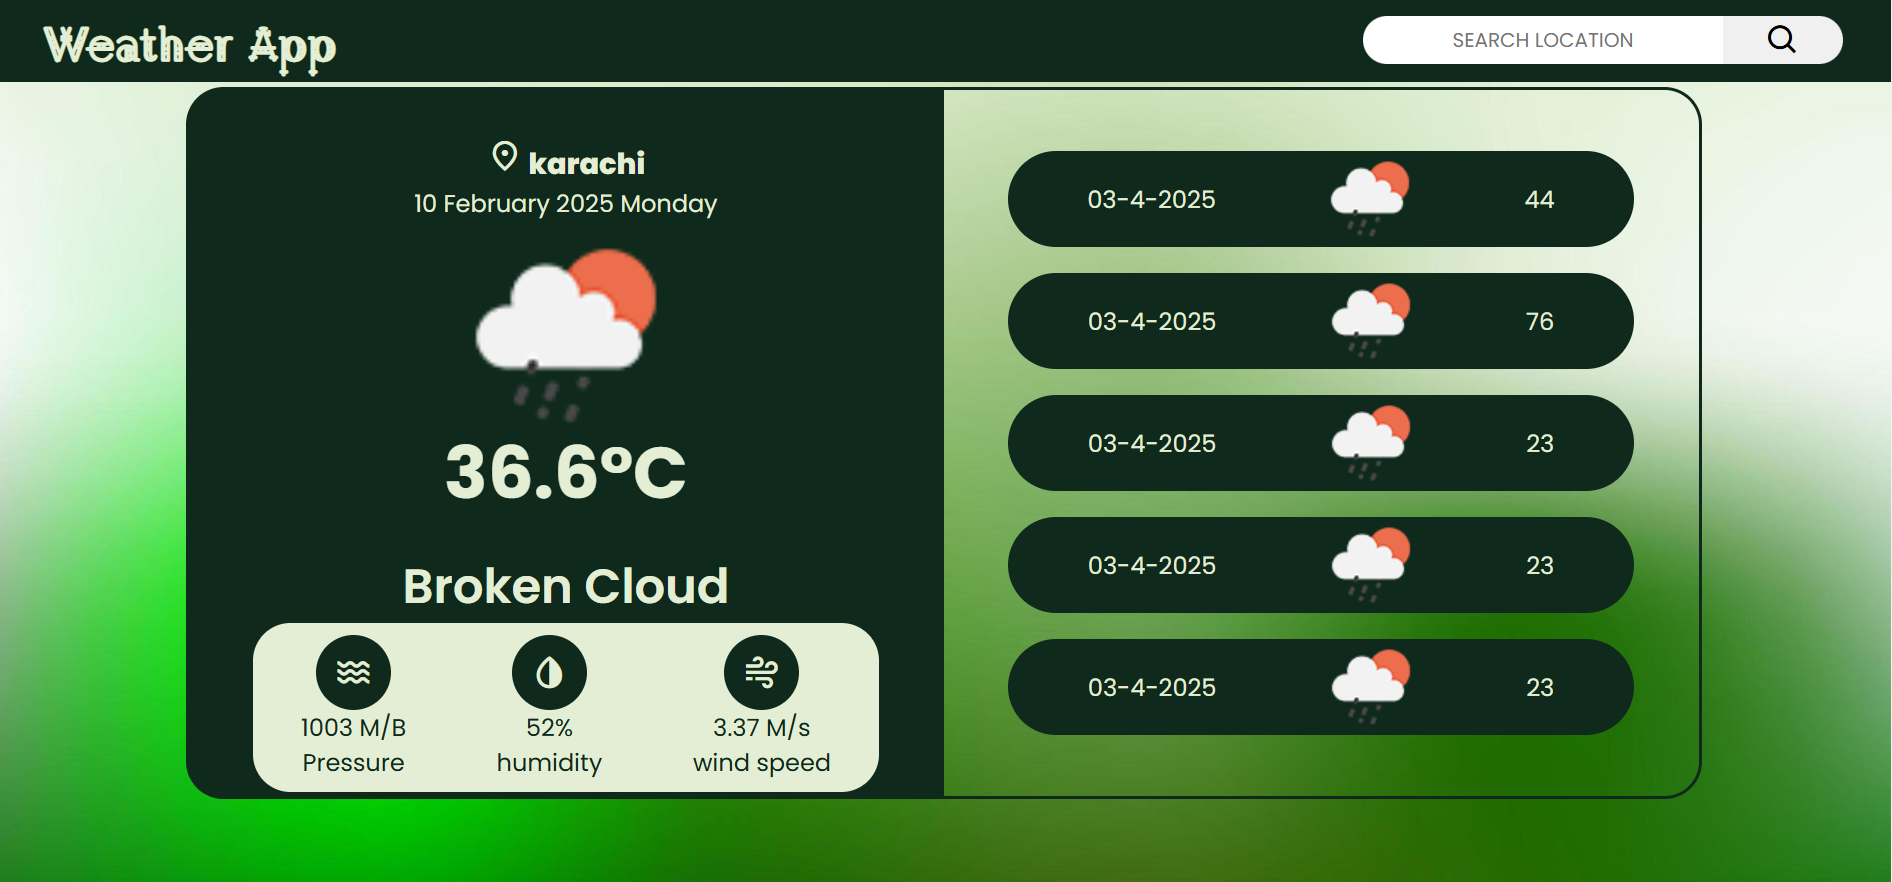 Weather App
SEARCH LOCATION
karachi
10 February 2025 Monday
36.6°C
Broken Cloud
1003 M/B
Pressure
52%
humidity
3.37 M/s
wind speed
03-4-2025 44
03-4-2025 76
03-4-2025 23
03-4-2025 23
03-4-2025 23